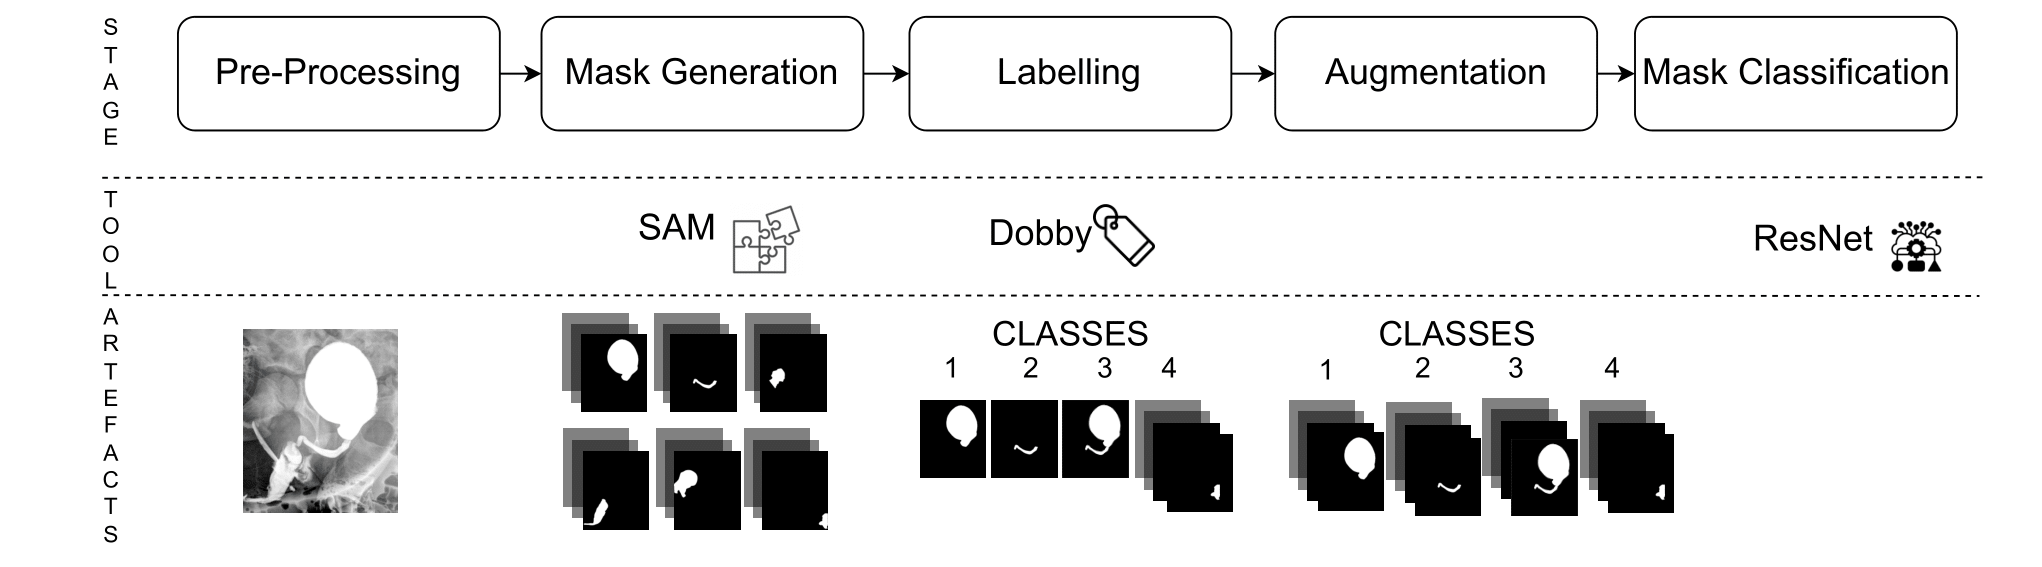 STAGE
Pre-Processing
Mask Generation
Labelling
Augmentation
Mask Classification
TOOL
SAM
Dobby
ResNet
ARTEFACTS
CLASSES
1 2 3 4
CLASSES
1 2 3 4